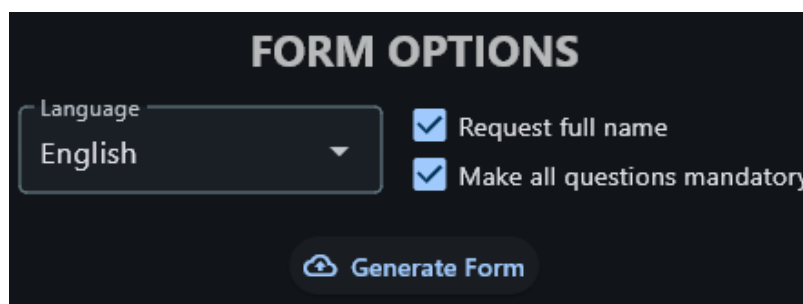 FORM OPTIONS
Language
English
Request full name
Make all questions mandatory
Generate Form